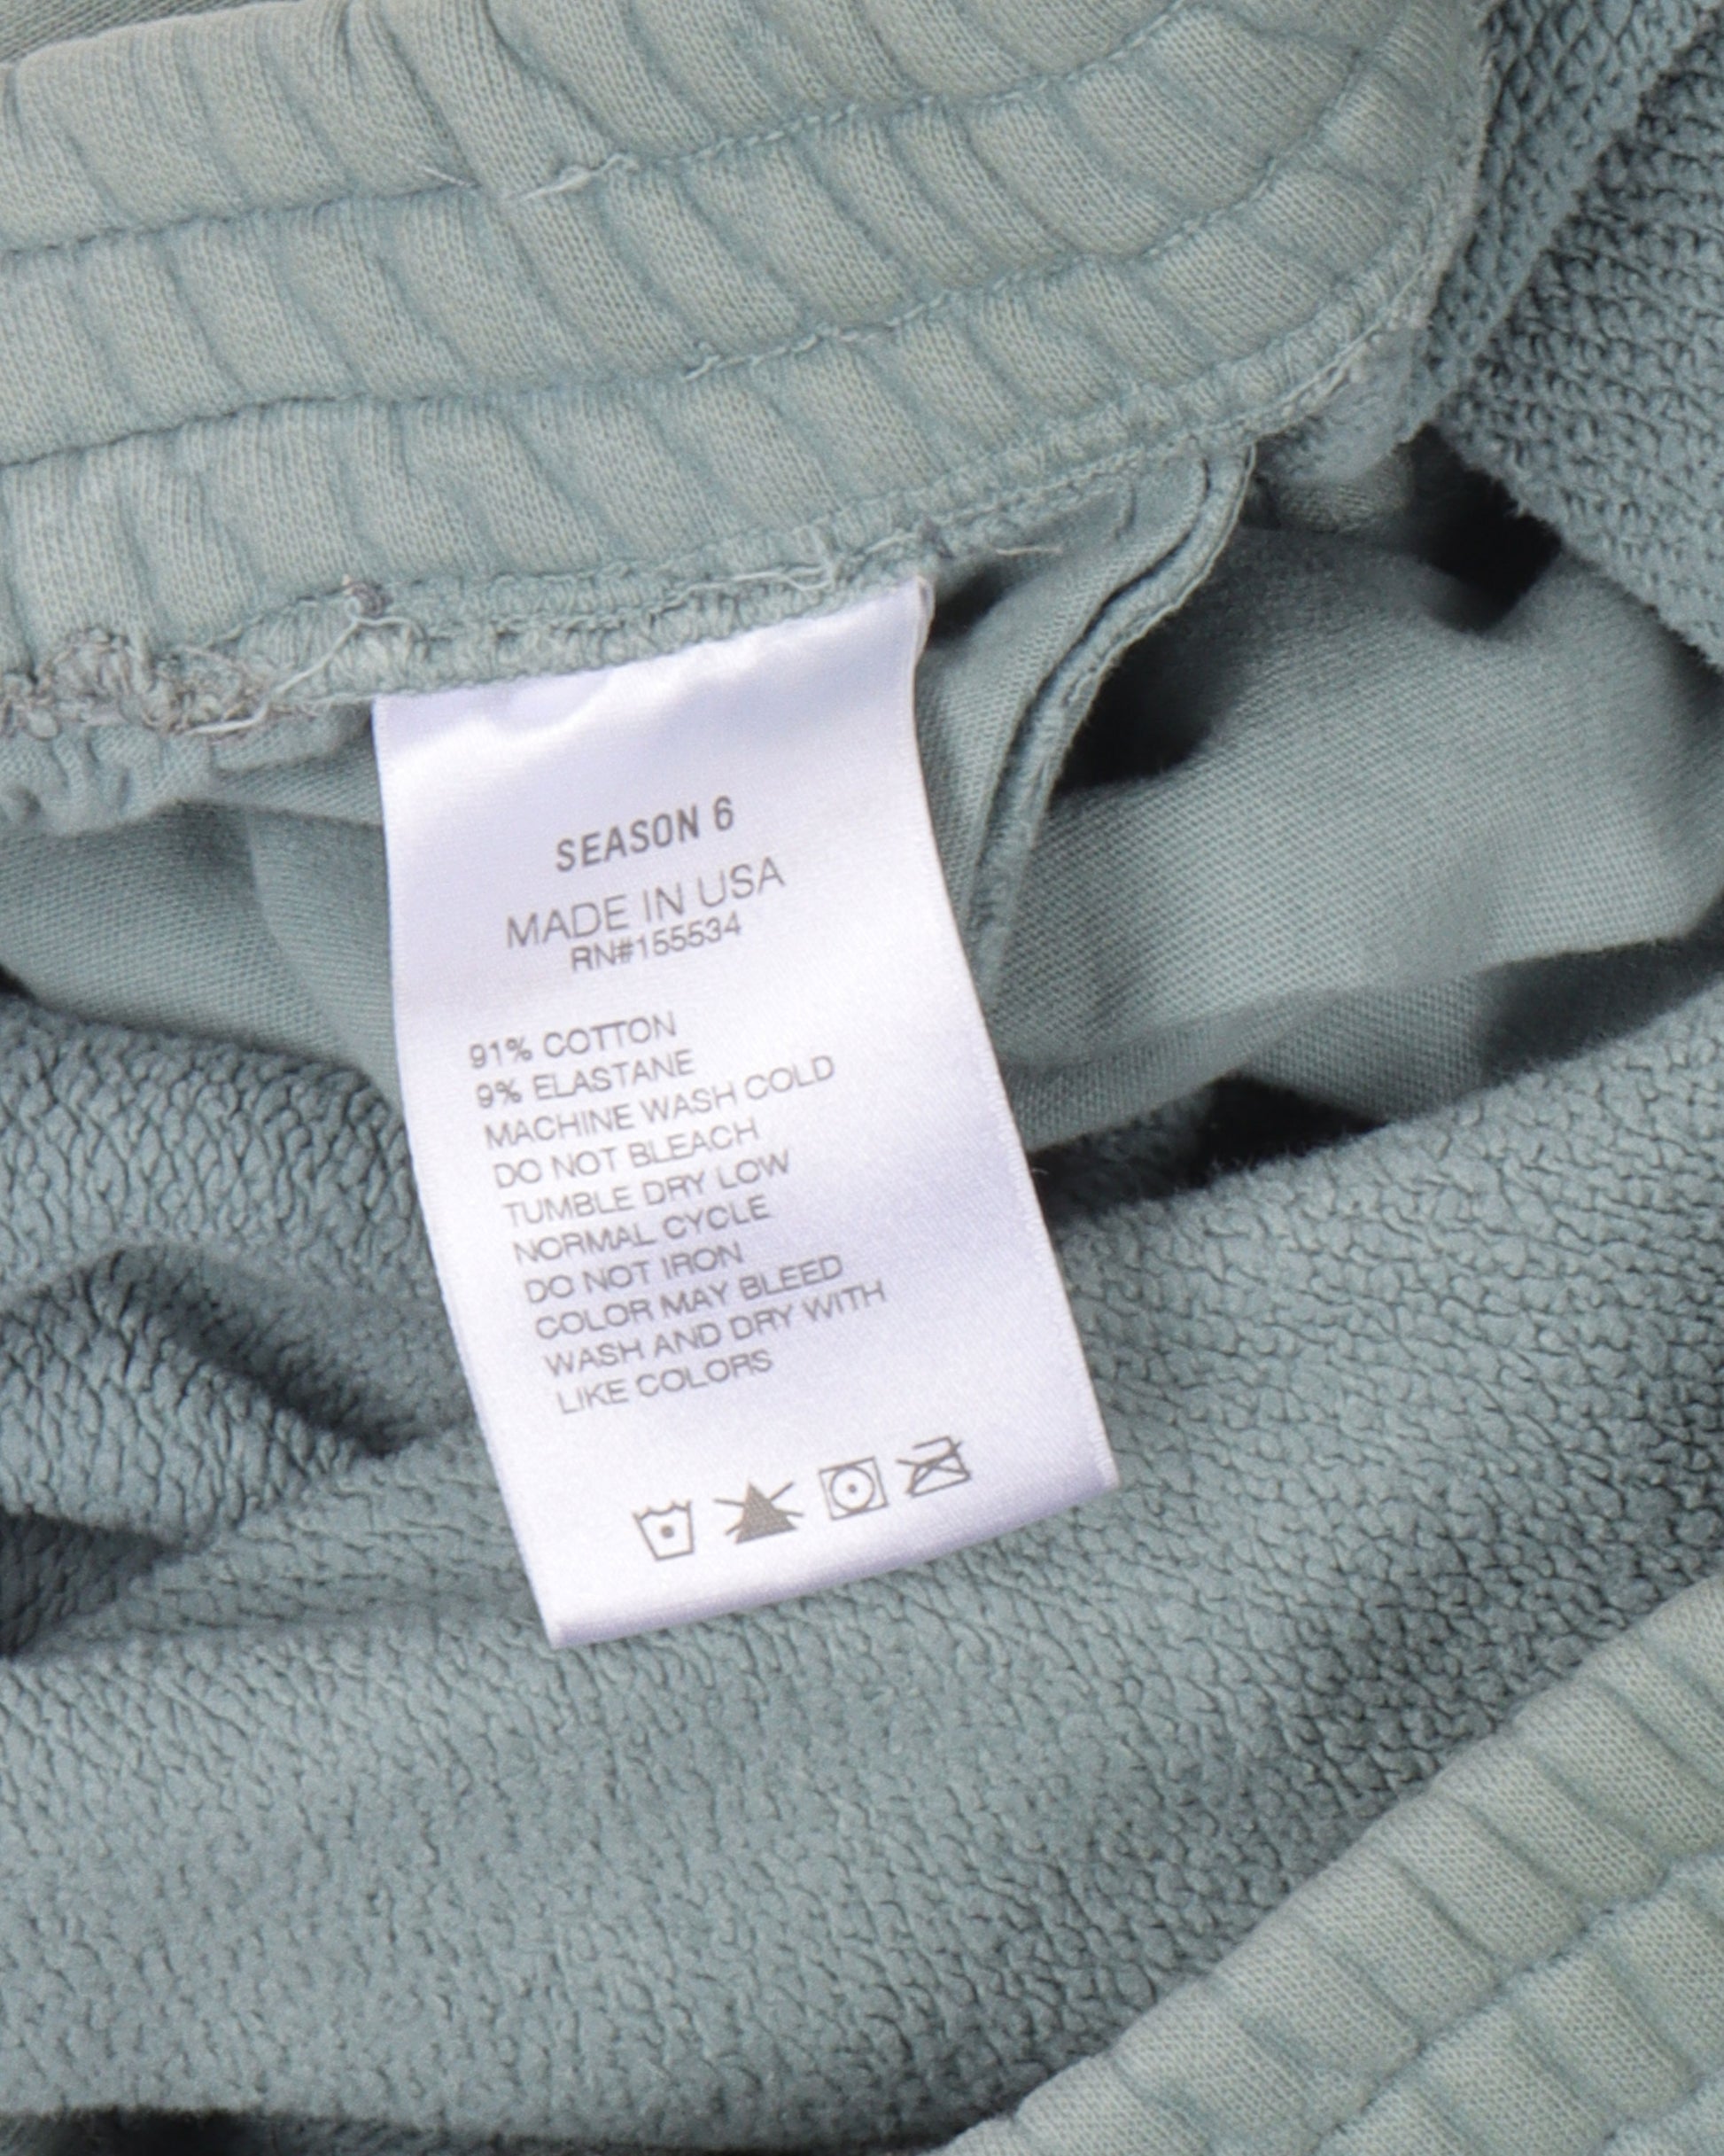 SEASON 6
MADE IN USA
RN#155534
91% COTTON
9% ELASTANE
MACHINE WASH COLD
DO NOT BLEACH
TUMBLE DRY LOW
NORMAL CYCLE
DO NOT IRON
COLOR MAY BLEED
WASH AND DRY WITH
LIKE COLORS